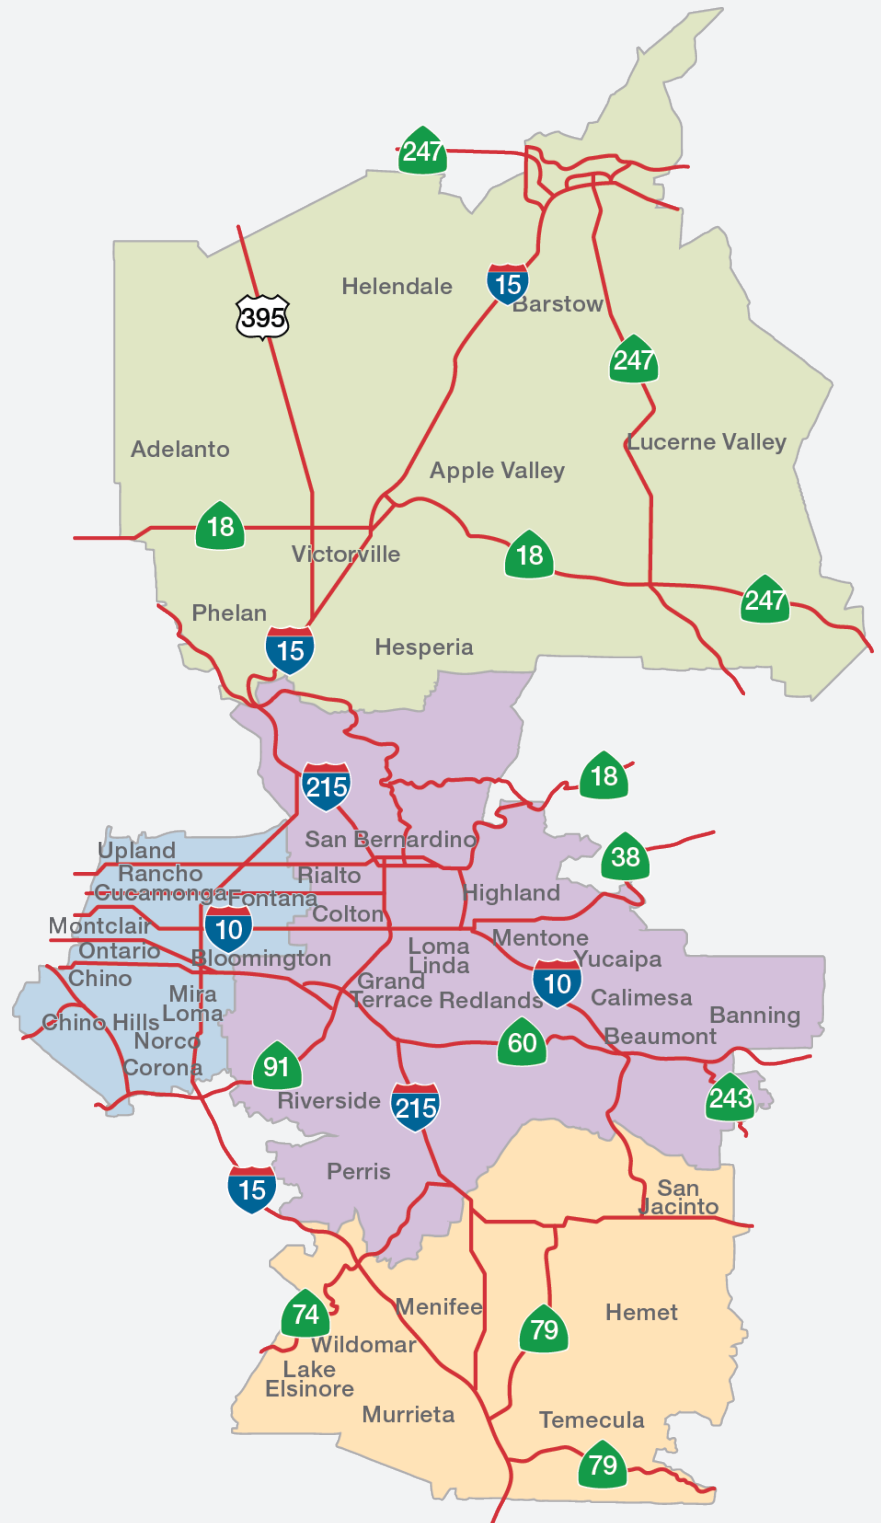 247
Helendale
15
Barstow
395
247
Adelanto
Lucerne Valley
Apple Valley
18
Victorville
18
247
Phelan
15
Hesperia
215
18
San Bernardino
Upland
38
Rancho
Cucamonga
Rialto
Fontana
Highland
Colton
Montclair
10
Mentone
Ontario
Loma
Linda
Bloomington
Yucaipa
Chino
Grand
Terrace
Redlands
10
Mira
Loma
Calimesa
Banning
Chino Hills
Norco
Beaumont
60
Corona
91
Riverside
215
243
Perris
15
San
Jacinto
74
Menifee
Hemet
79
Wildomar
Lake
Elsinore
Murrieta
Temecula
79